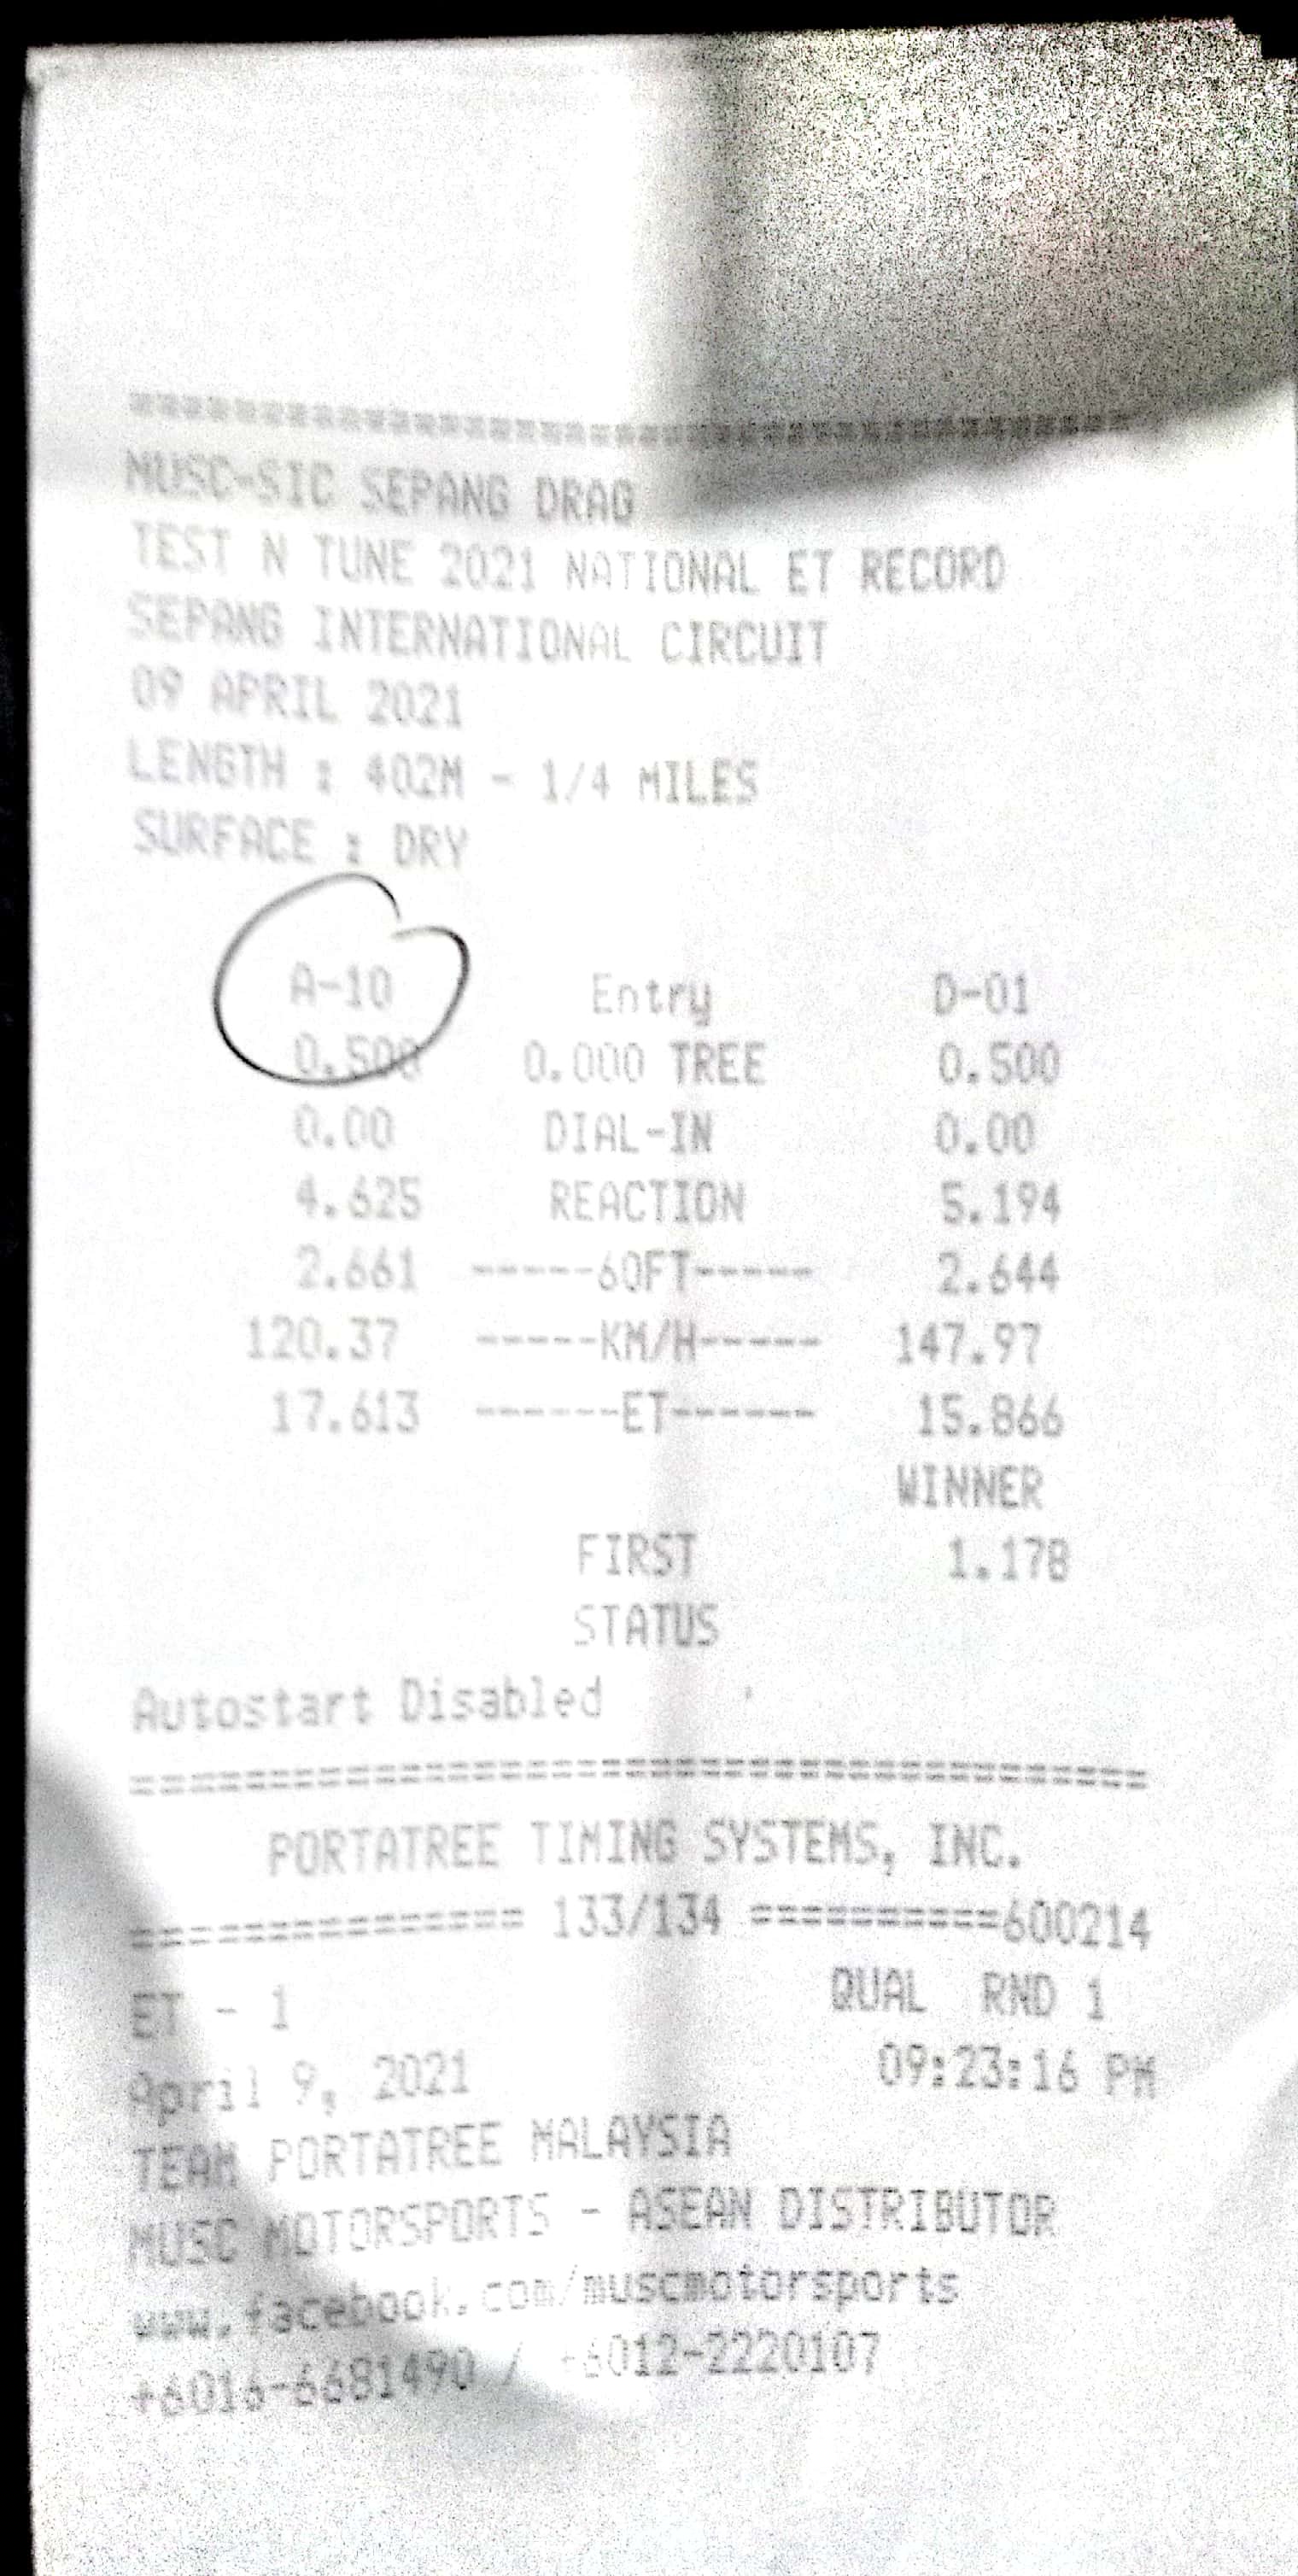 =======================================
MUSC-SIC SEPANG DRAG
TEST N TUNE 2021 NATIONAL ET RECORD
SEPANG INTERNATIONAL CIRCUIT
09 APRIL 2021
LENGTH : 402M - 1/4 MILES
SURFACE : DRY
A-10 Entry D-01
0.500 0.000 TREE 0.500
0.00 DIAL-IN 0.00
4.625 REACTION 5.194
2.661 -----60FT----- 2.644
120.37 -----KM/H----- 147.97
17.613 ------ET------ 15.866
WINNER
FIRST 1.178
STATUS
Autostart Disabled
=======================================
PORTATREE TIMING SYSTEMS, INC.
=============== 133/134 ==========600214
ET - 1 QUAL RND 1
April 9, 2021 09:23:16 PM
TEAM PORTATREE MALAYSIA
MUSC MOTORSPORTS - ASEAN DISTRIBUTOR
www.facebook.com/muscmotorsports
+6016-6681490 / +6012-2220107